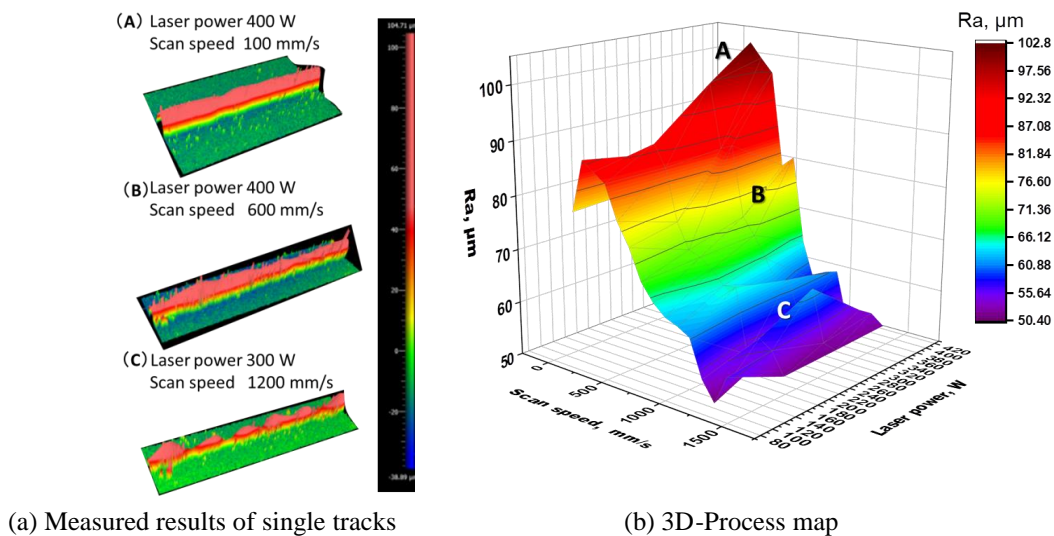 (A) Laser power 400 W
Scan speed 100 mm/s
(B) Laser power 400 W
Scan speed 600 mm/s
(C) Laser power 300 W
Scan speed 1200 mm/s
104.71 µm
100
80
60
40
20
0
-20
-38.89 µm
(a) Measured results of single tracks
Ra, µm
100
90
80
70
60
50
Ra, µm
0
500
1000
1500
Scan speed, mm/s
Laser power, W
A
B
C
102.8
97.56
92.32
87.08
81.84
76.60
71.36
66.12
60.88
55.64
50.40
(b) 3D-Process map